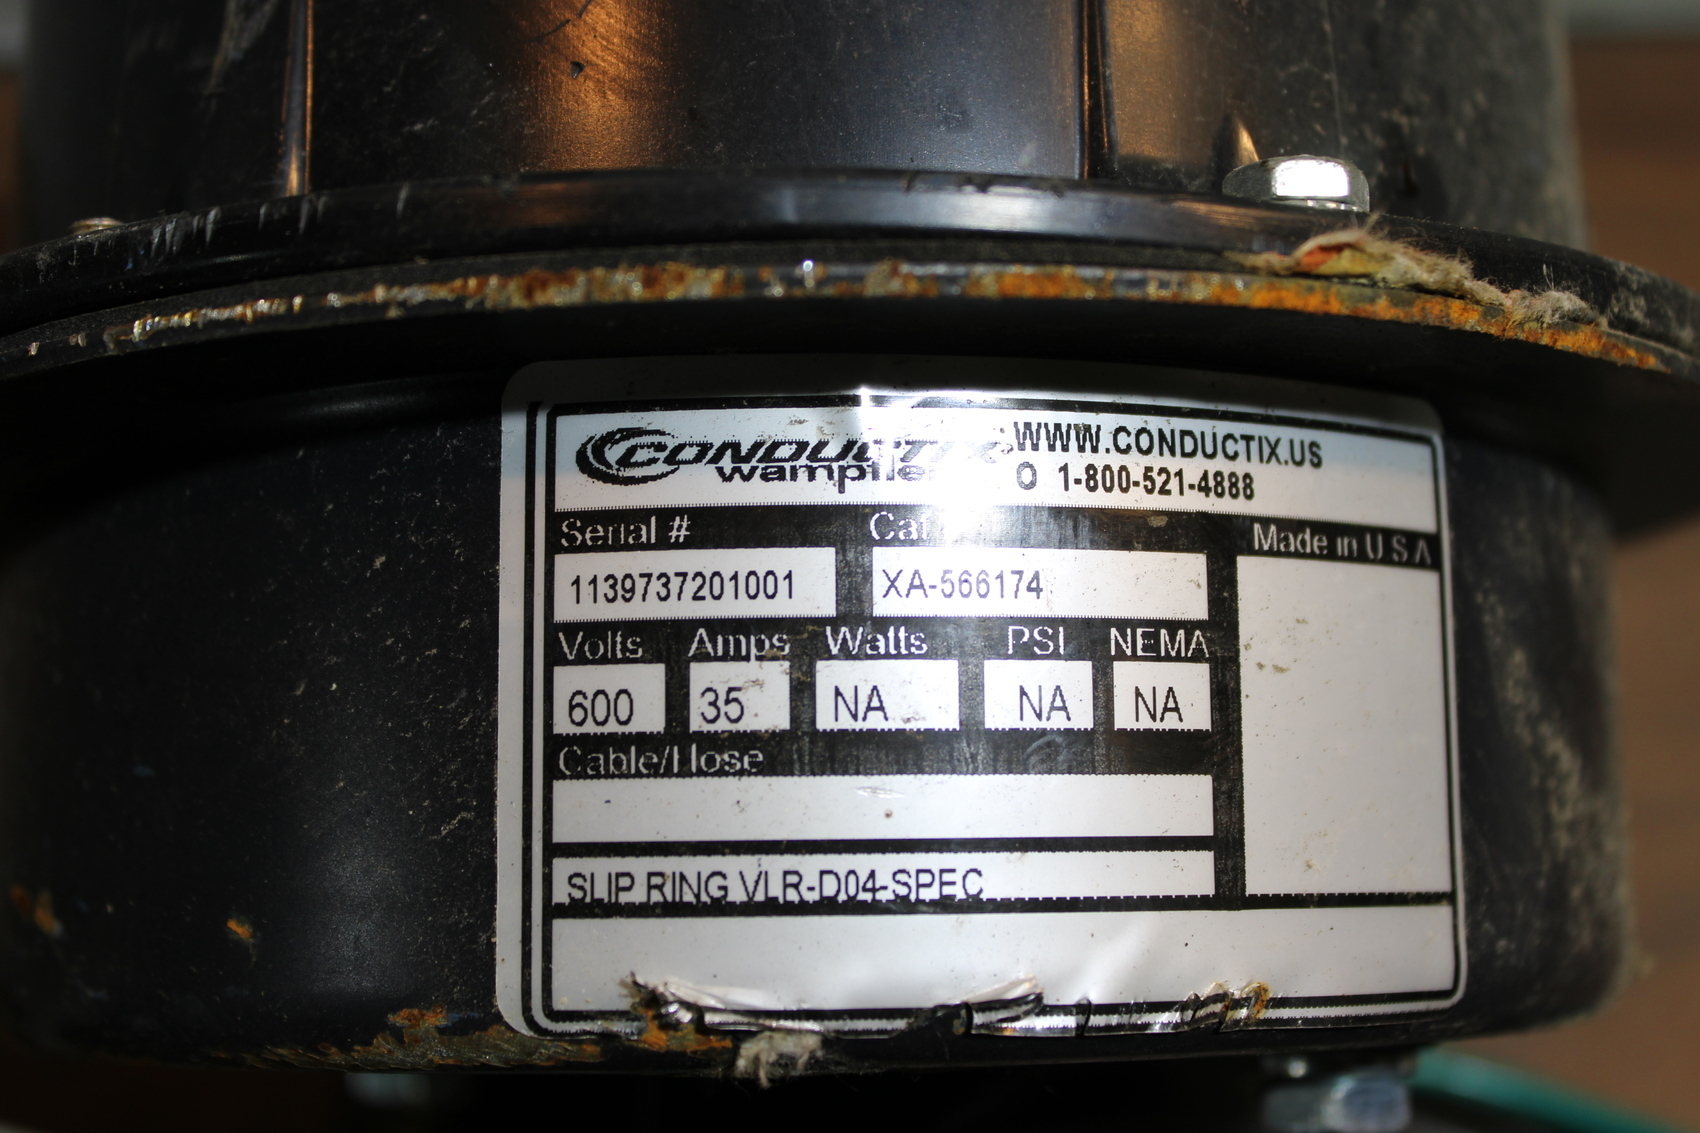 CONDUCTIX WWW.CONDUCTIX.US
wampfler O 1-800-521-4888
Serial #
Made in U S A
1139737201001 XA-566174
Volts Amps Watts PSI NEMA
600 35 NA NA NA
Cable/Hose
SLIP RING VLR-D04-SPEC